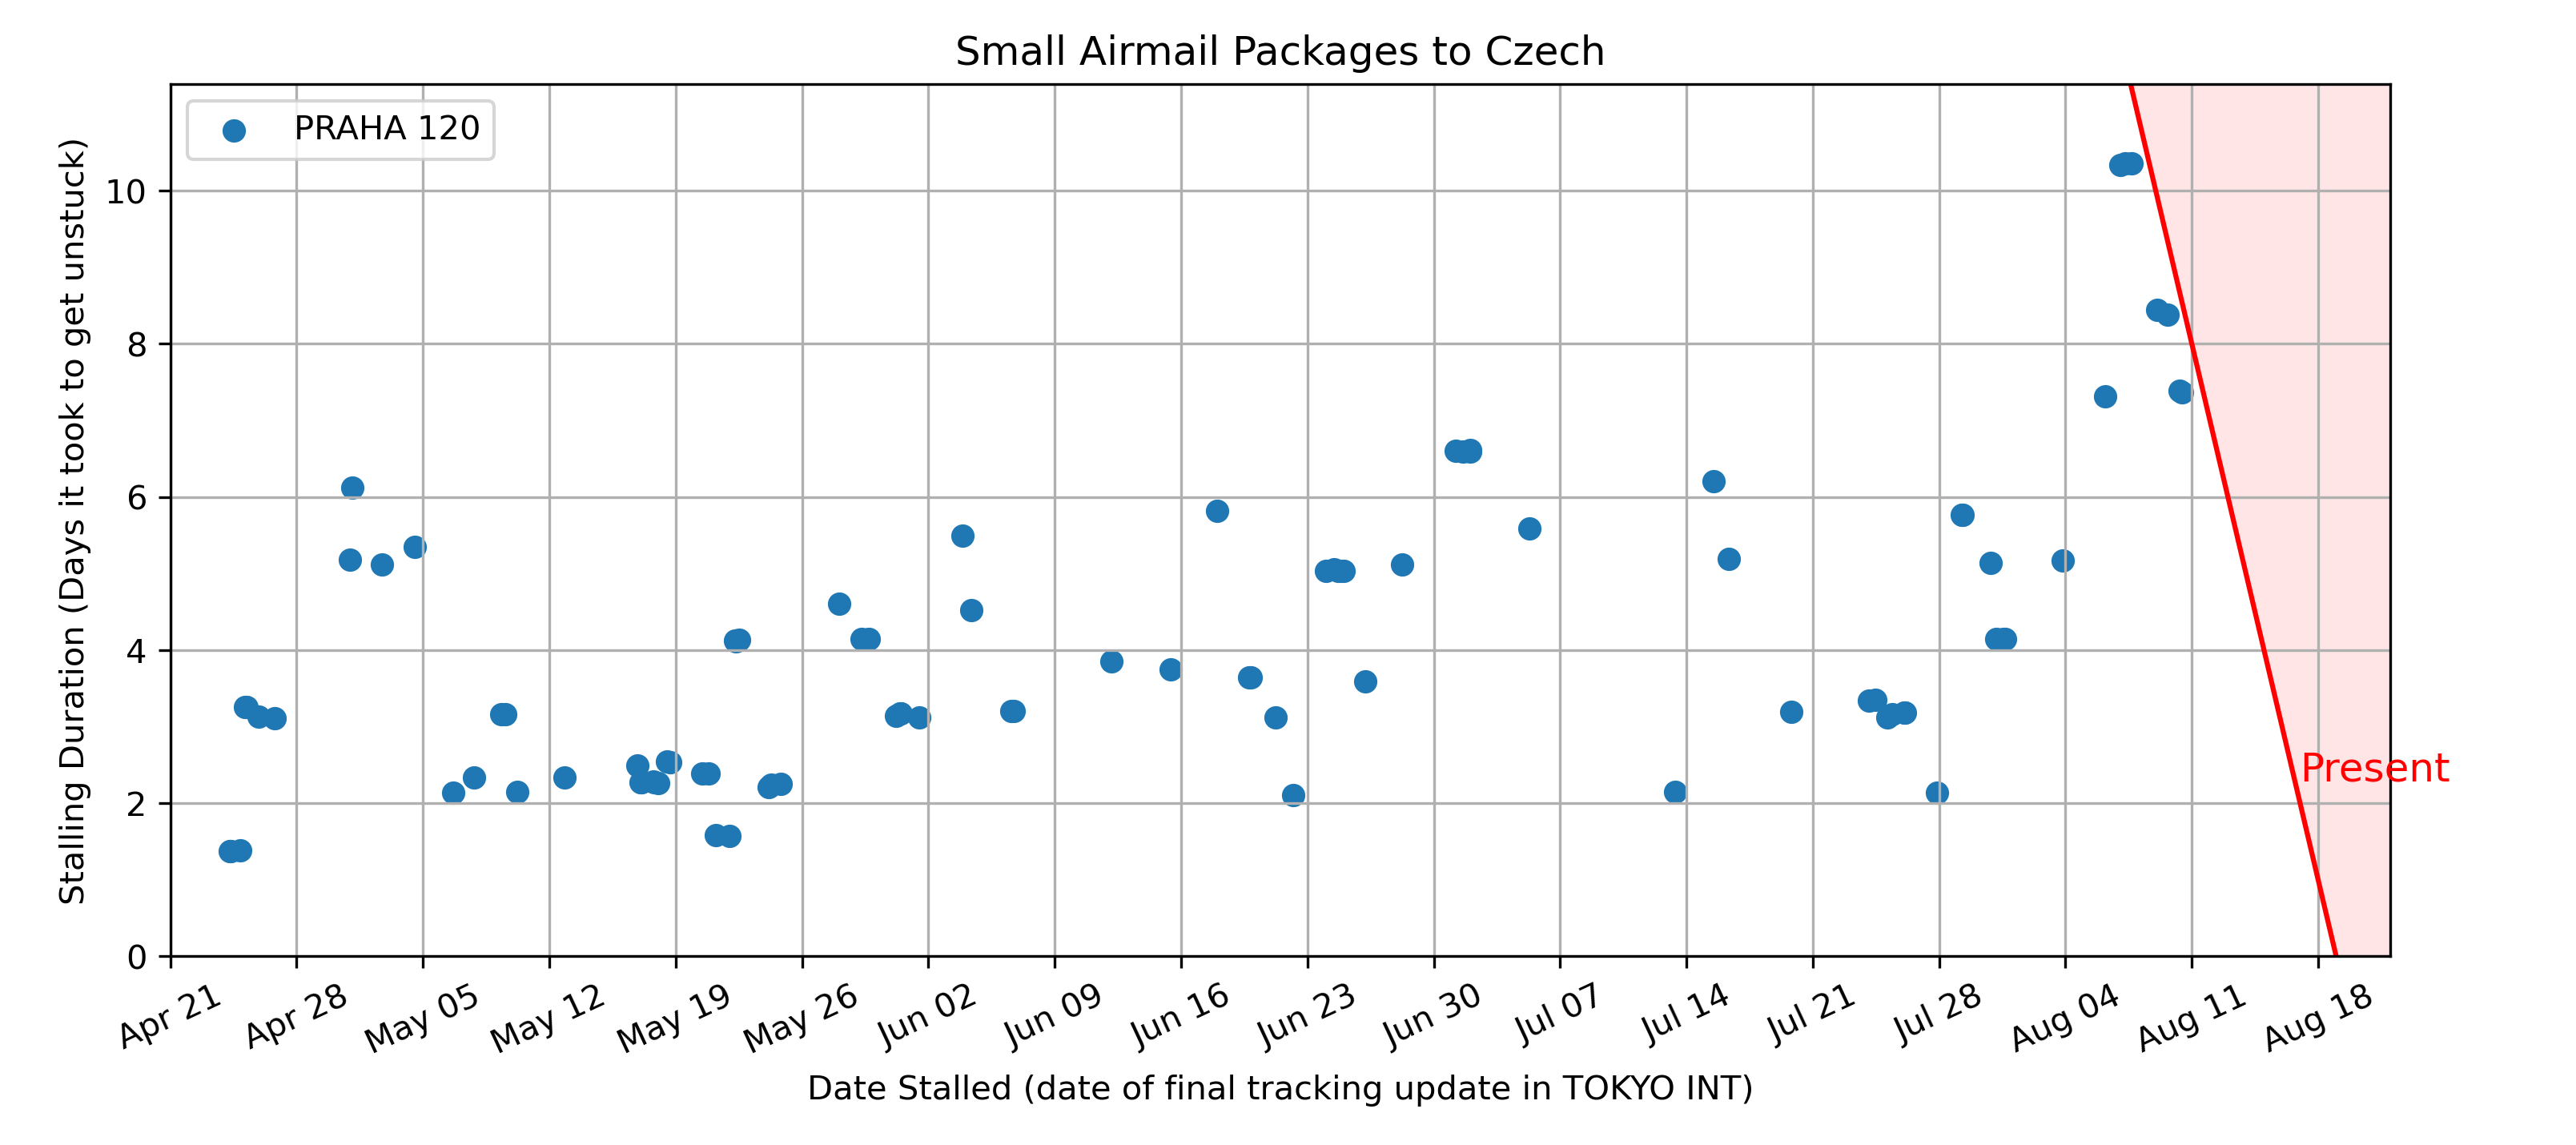 Small Airmail Packages to Czech
PRAHA 120
Stalling Duration (Days it took to get unstuck)
10
8
6
4
2
0
Present
Apr 21
Apr 28
May 05
May 12
May 19
May 26
Jun 02
Jun 09
Jun 16
Jun 23
Jun 30
Jul 07
Jul 14
Jul 21
Jul 28
Aug 04
Aug 11
Aug 18
Date Stalled (date of final tracking update in TOKYO INT)